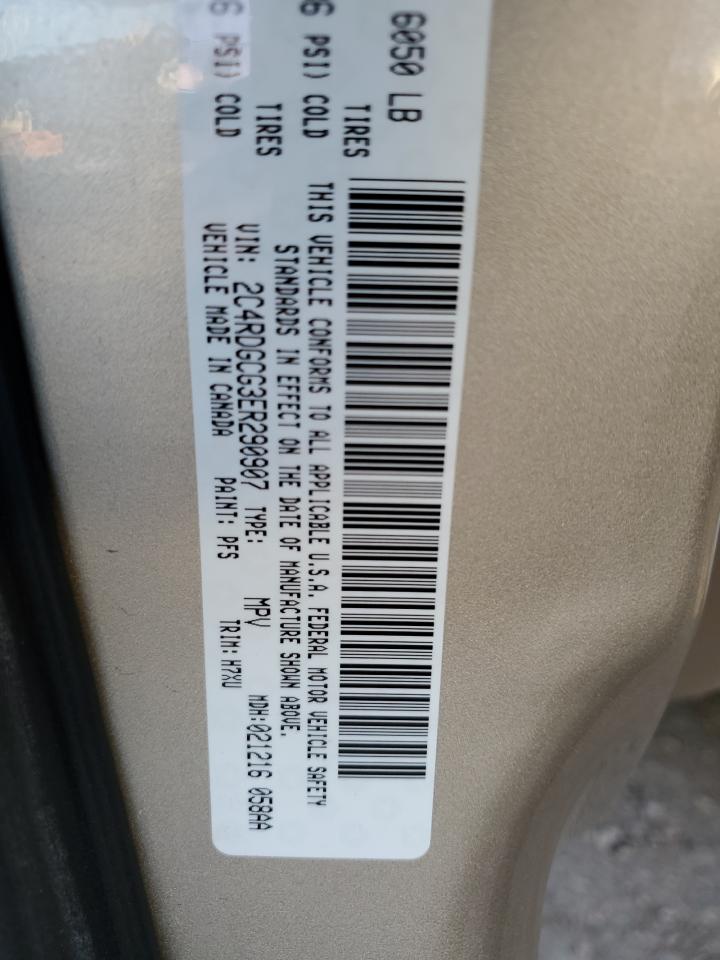 6050 LB
TIRES
6 PSI) COLD
TIRES
6 PSI) COLD
THIS VEHICLE CONFORMS TO ALL APPLICABLE U.S.A. FEDERAL MOTOR VEHICLE SAFETY
STANDARDS IN EFFECT ON THE DATE OF MANUFACTURE SHOWN ABOVE.
VIN: 2C4RDGCG3ER290907 TYPE: MPV MDH:021216 058AA
VEHICLE MADE IN CANADA PAINT: PFS TRIM: H7XW